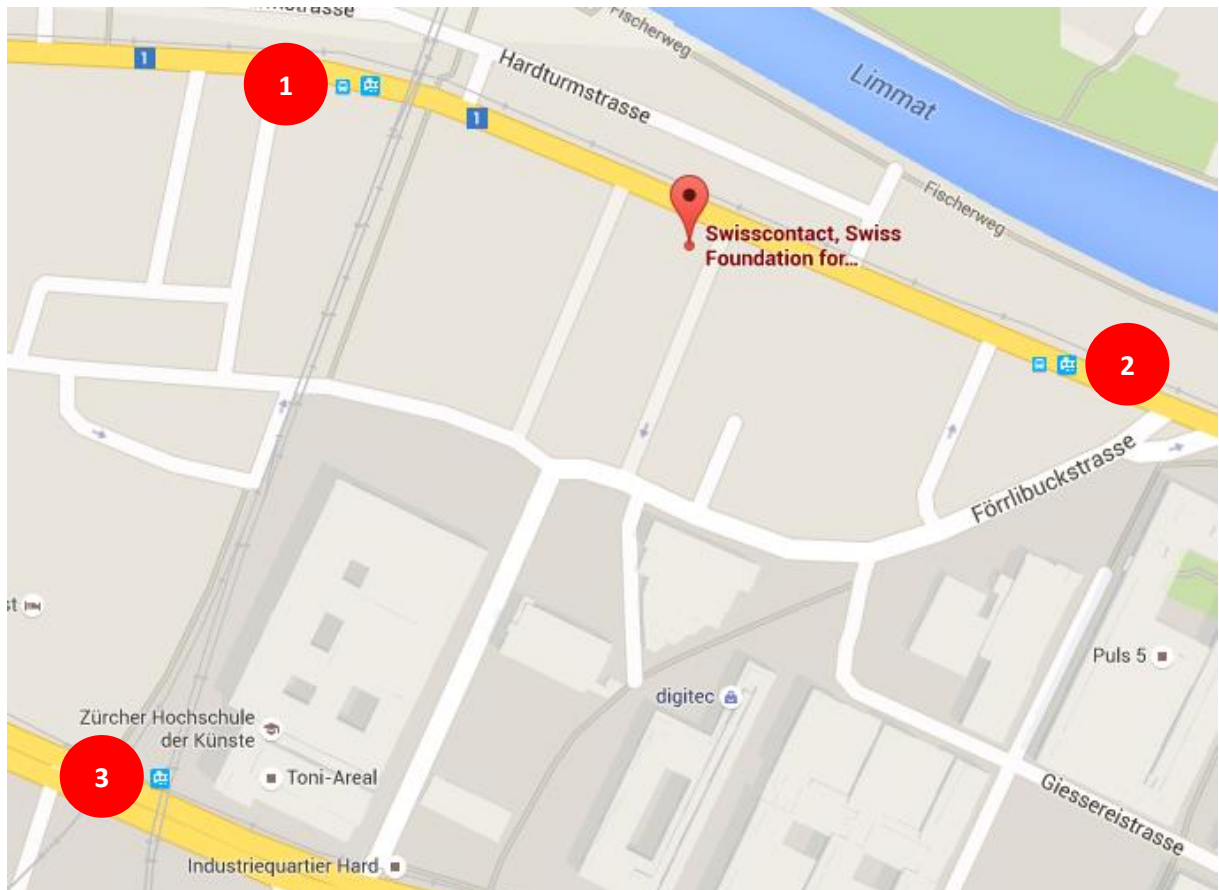 1
1
Fischerweg
Hardturmstrasse
Limmat
1
Fischerweg
Swisscontact, Swiss
Foundation for...
2
Förrlibuckstrasse
Puls 5
digitec
Zürcher Hochschule
der Künste
3
Toni-Areal
Giessereistrasse
Industriequartier Hard